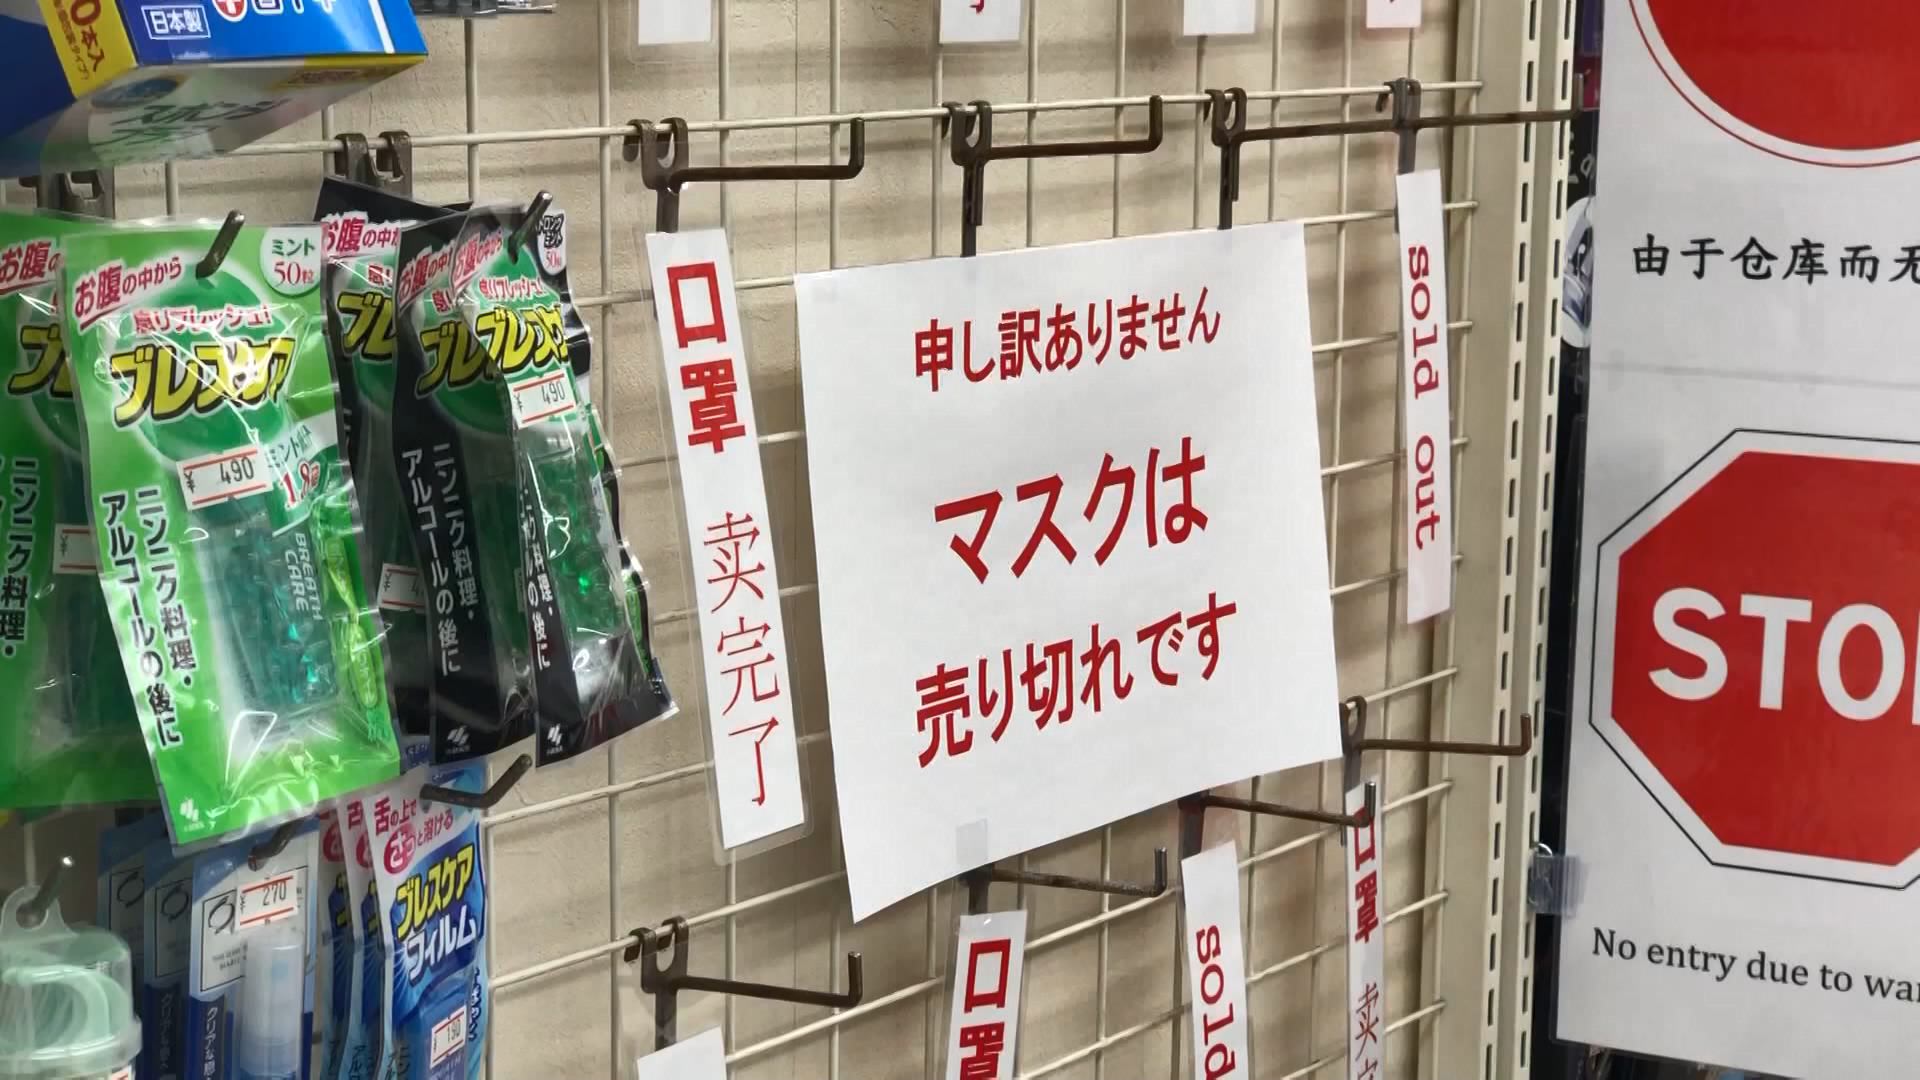 日本製
お腹の中から
息リフレッシュ!
ブレスケア
ミント
50粒
¥ 490
ニンニク料理・
アルコールの後に
BREATH
CARE
お腹の中から
¥ 490
ニンニク料理・
アルコールの後に
¥ 270
舌の上で
さっと溶ける
ブレスケア
フィルム
¥ 190
口罩 卖完了
申し訳ありません
マスクは
売り切れです
sold out
口罩
sold
口罩 卖完
由于仓库而无
STO
No entry due to wa